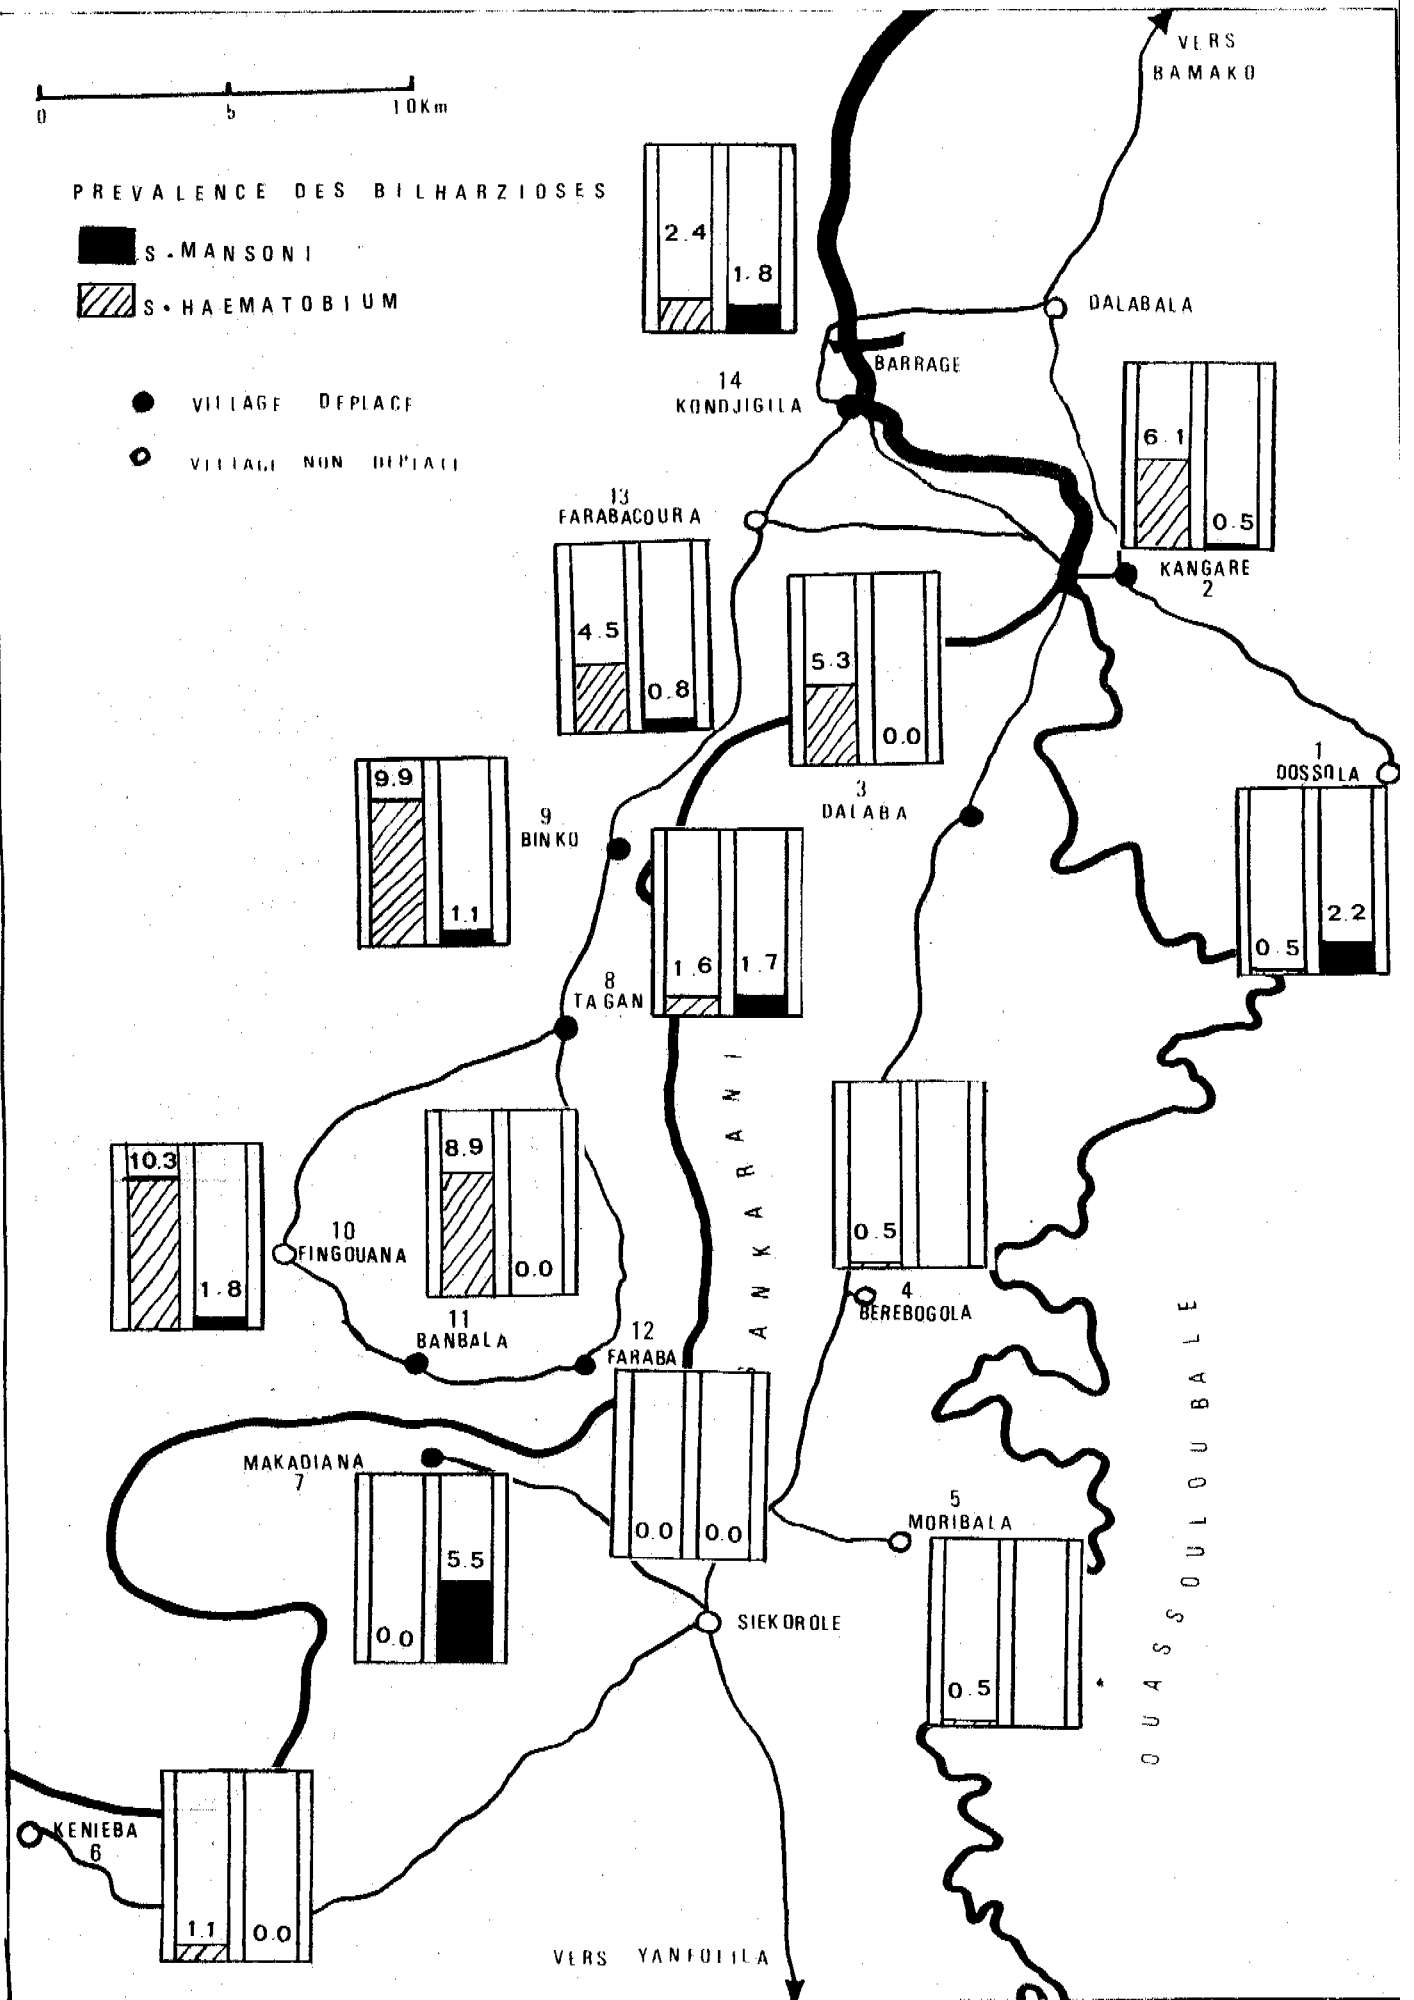 VERS
BAMAKO
0 5 10Km
PREVALENCE DES BILHARZIOSES
S.MANSONI
S.HAEMATOBIUM
2.4
1.8
DALABALA
BARRAGE
14
KONDJIGILA
VILLAGE DEPLACE
VILLAGE NON DEPLACE
6.1
0.5
KANGARE
2
13
FARABACOURA
4.5
0.8
5.3
0.0
3
DALABA
1
DOSSOLA
9.9
1.1
9
BINKO
2.2
0.5
1.6
1.7
8
TAGAN
SANKARANI
10.3
1.8
10
FINGOUANA
8.9
0.0
11
BANBALA
0.5
4
BEREBOGOLA
12
FARABA
0.0
0.0
OUASSOULOUBALE
MAKADIANA
7
5.5
0.0
5
MORIBALA
0.5
SIEKOROLE
KENIEBA
6
1.1
0.0
VERS YANFOLILA